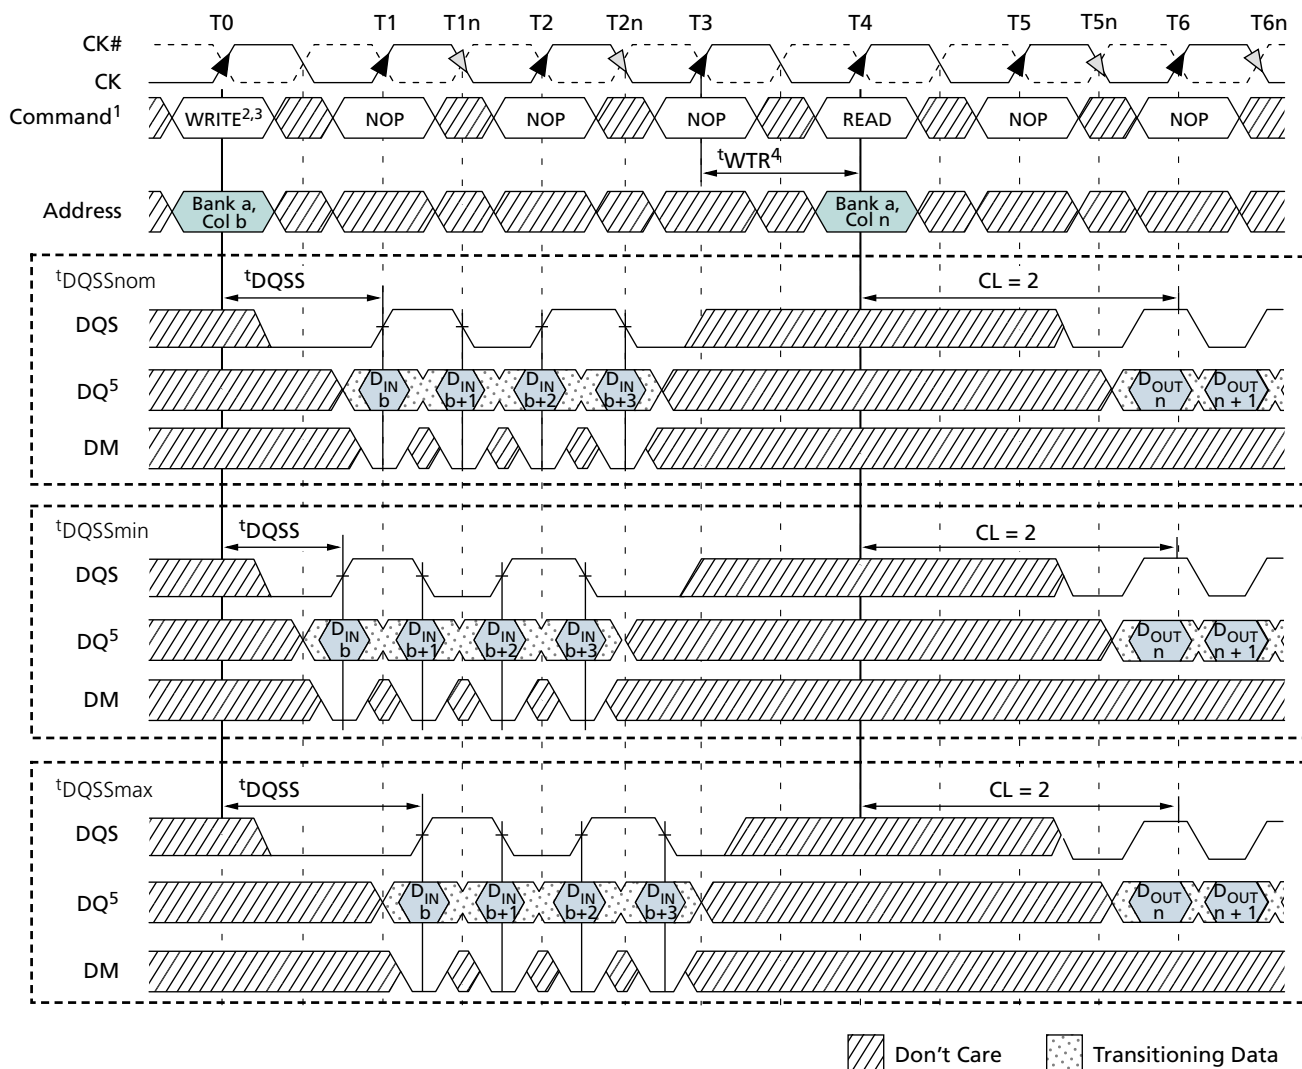 T0 T1 T1n T2 T2n T3 T4 T5 T5n T6 T6n
CK#
CK
Command1 WRITE2,3 NOP NOP NOP READ NOP NOP
tWTR4
Address Bank a, Col b Bank a, Col n
tDQSSnom tDQSS CL = 2
DQS
DQ5 DIN b DIN b+1 DIN b+2 DIN b+3 DOUT n DOUT n + 1
DM
tDQSSmin tDQSS CL = 2
DQS
DQ5 DIN b DIN b+1 DIN b+2 DIN b+3 DOUT n DOUT n + 1
DM
tDQSSmax tDQSS CL = 2
DQS
DQ5 DIN b DIN b+1 DIN b+2 DIN b+3 DOUT n DOUT n + 1
DM
Don't Care Transitioning Data